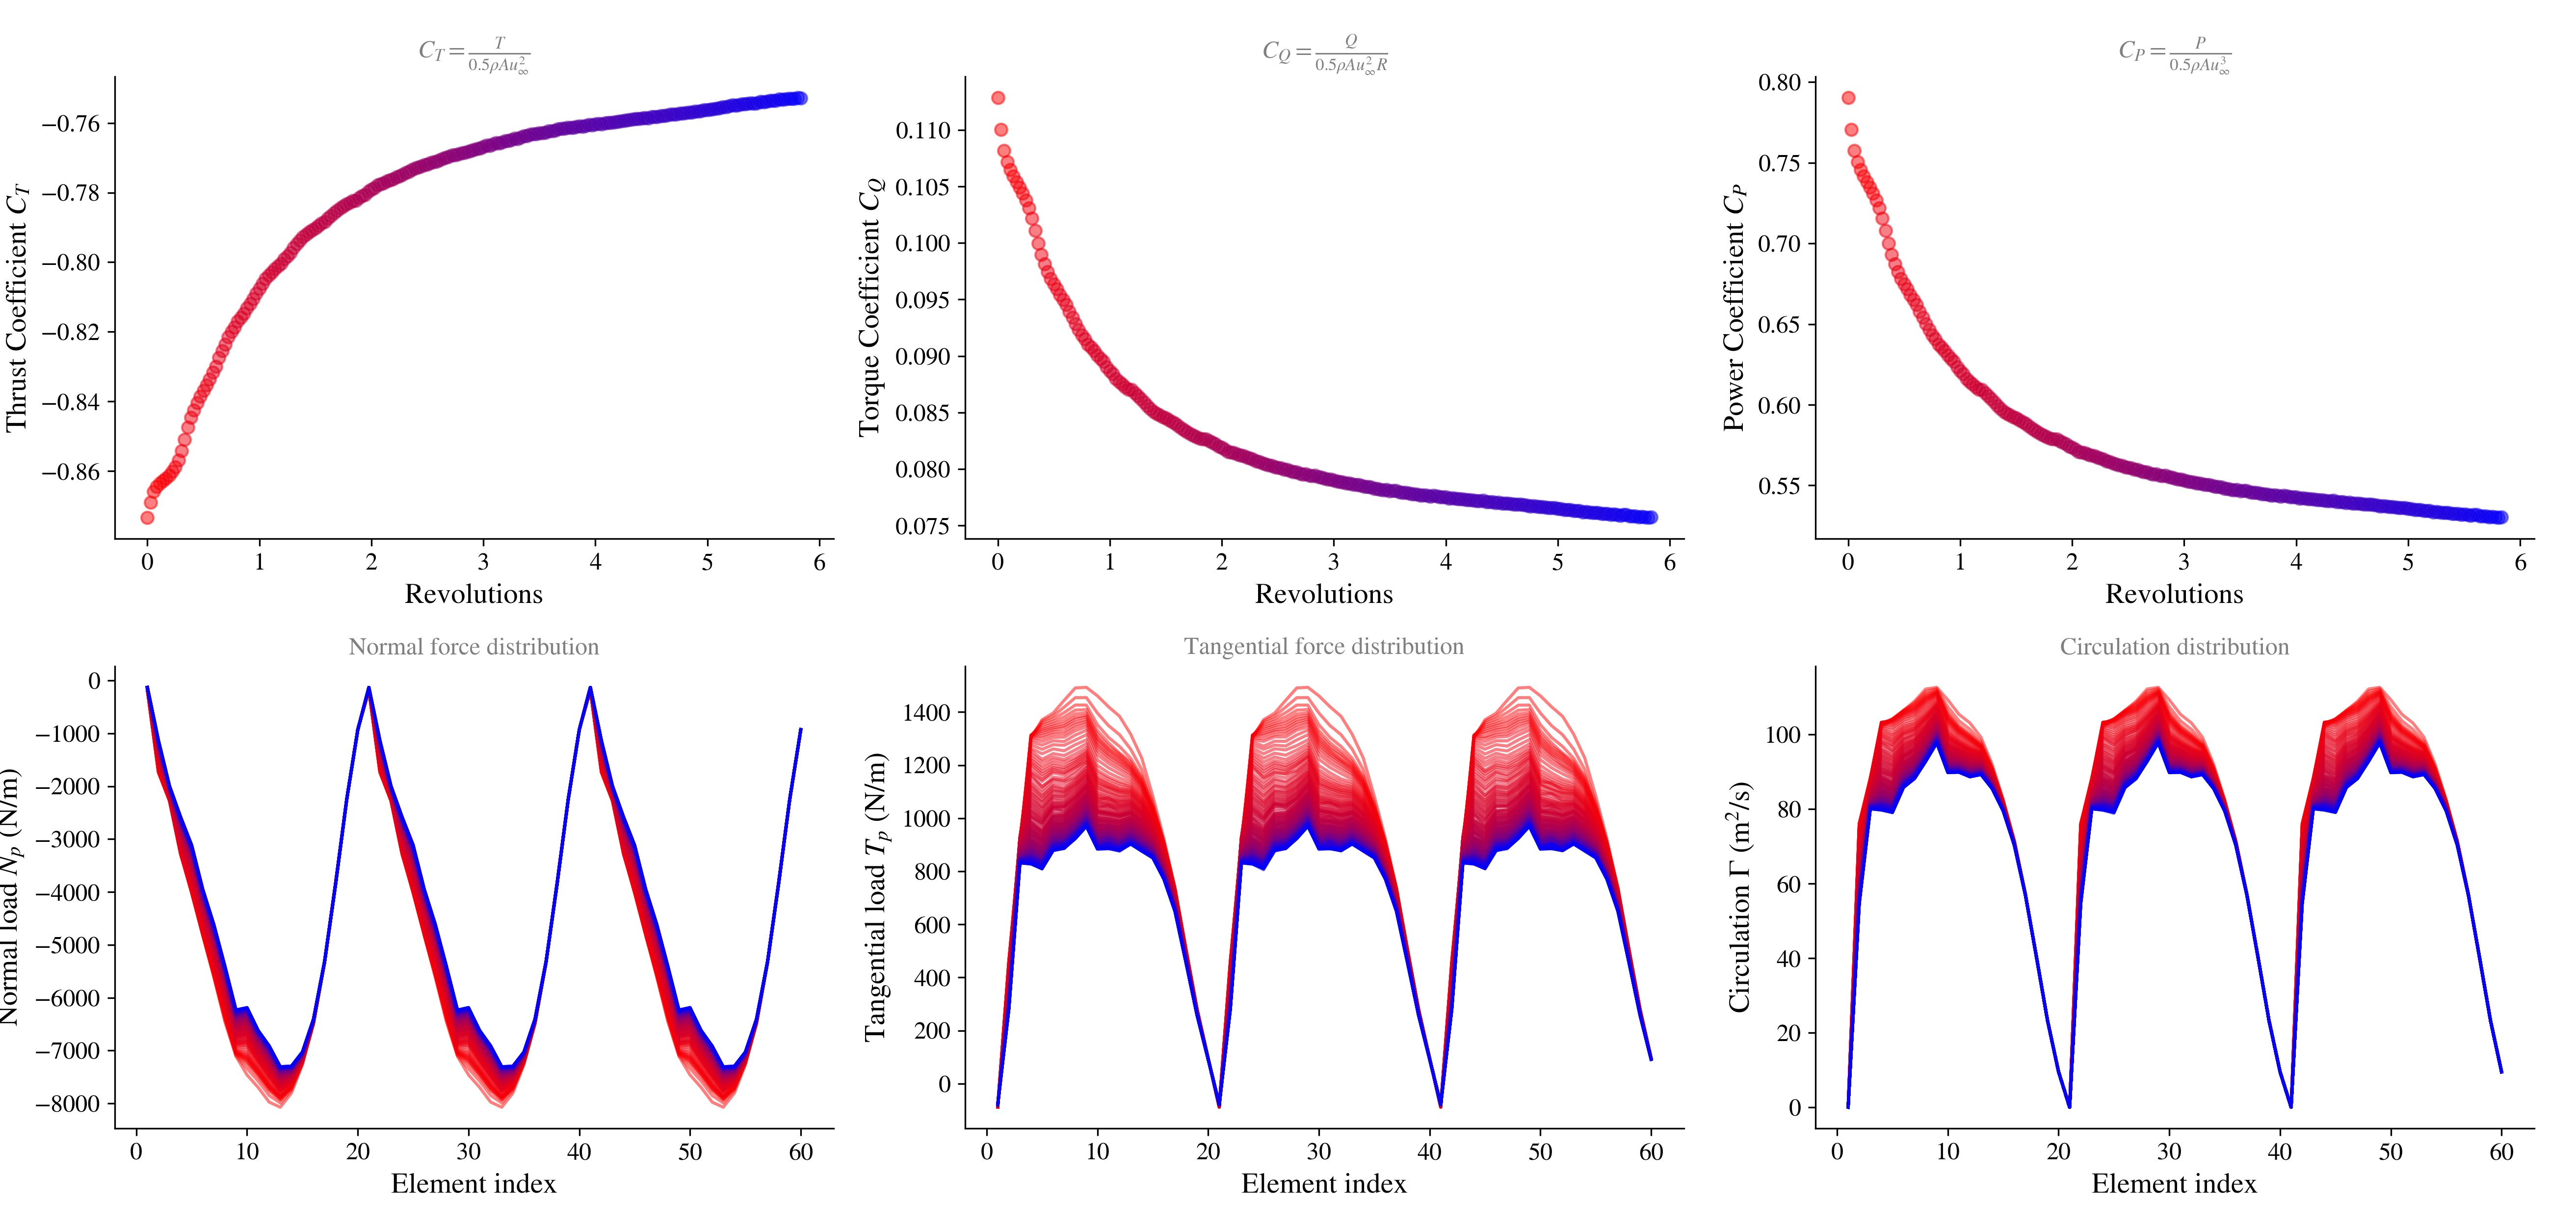 C_T = T / 0.5ρAu_∞^2
Thrust Coefficient C_T
−0.76
−0.78
−0.80
−0.82
−0.84
−0.86
0 1 2 3 4 5 6
Revolutions
C_Q = Q / 0.5ρAu_∞^2 R
Torque Coefficient C_Q
0.110
0.105
0.100
0.095
0.090
0.085
0.080
0.075
0 1 2 3 4 5 6
Revolutions
C_P = P / 0.5ρAu_∞^3
Power Coefficient C_P
0.80
0.75
0.70
0.65
0.60
0.55
0 1 2 3 4 5 6
Revolutions
Normal force distribution
Normal load N_p (N/m)
0
−1000
−2000
−3000
−4000
−5000
−6000
−7000
−8000
0 10 20 30 40 50 60
Element index
Tangential force distribution
Tangential load T_p (N/m)
1400
1200
1000
800
600
400
200
0
0 10 20 30 40 50 60
Element index
Circulation distribution
Circulation Γ (m²/s)
100
80
60
40
20
0
0 10 20 30 40 50 60
Element index